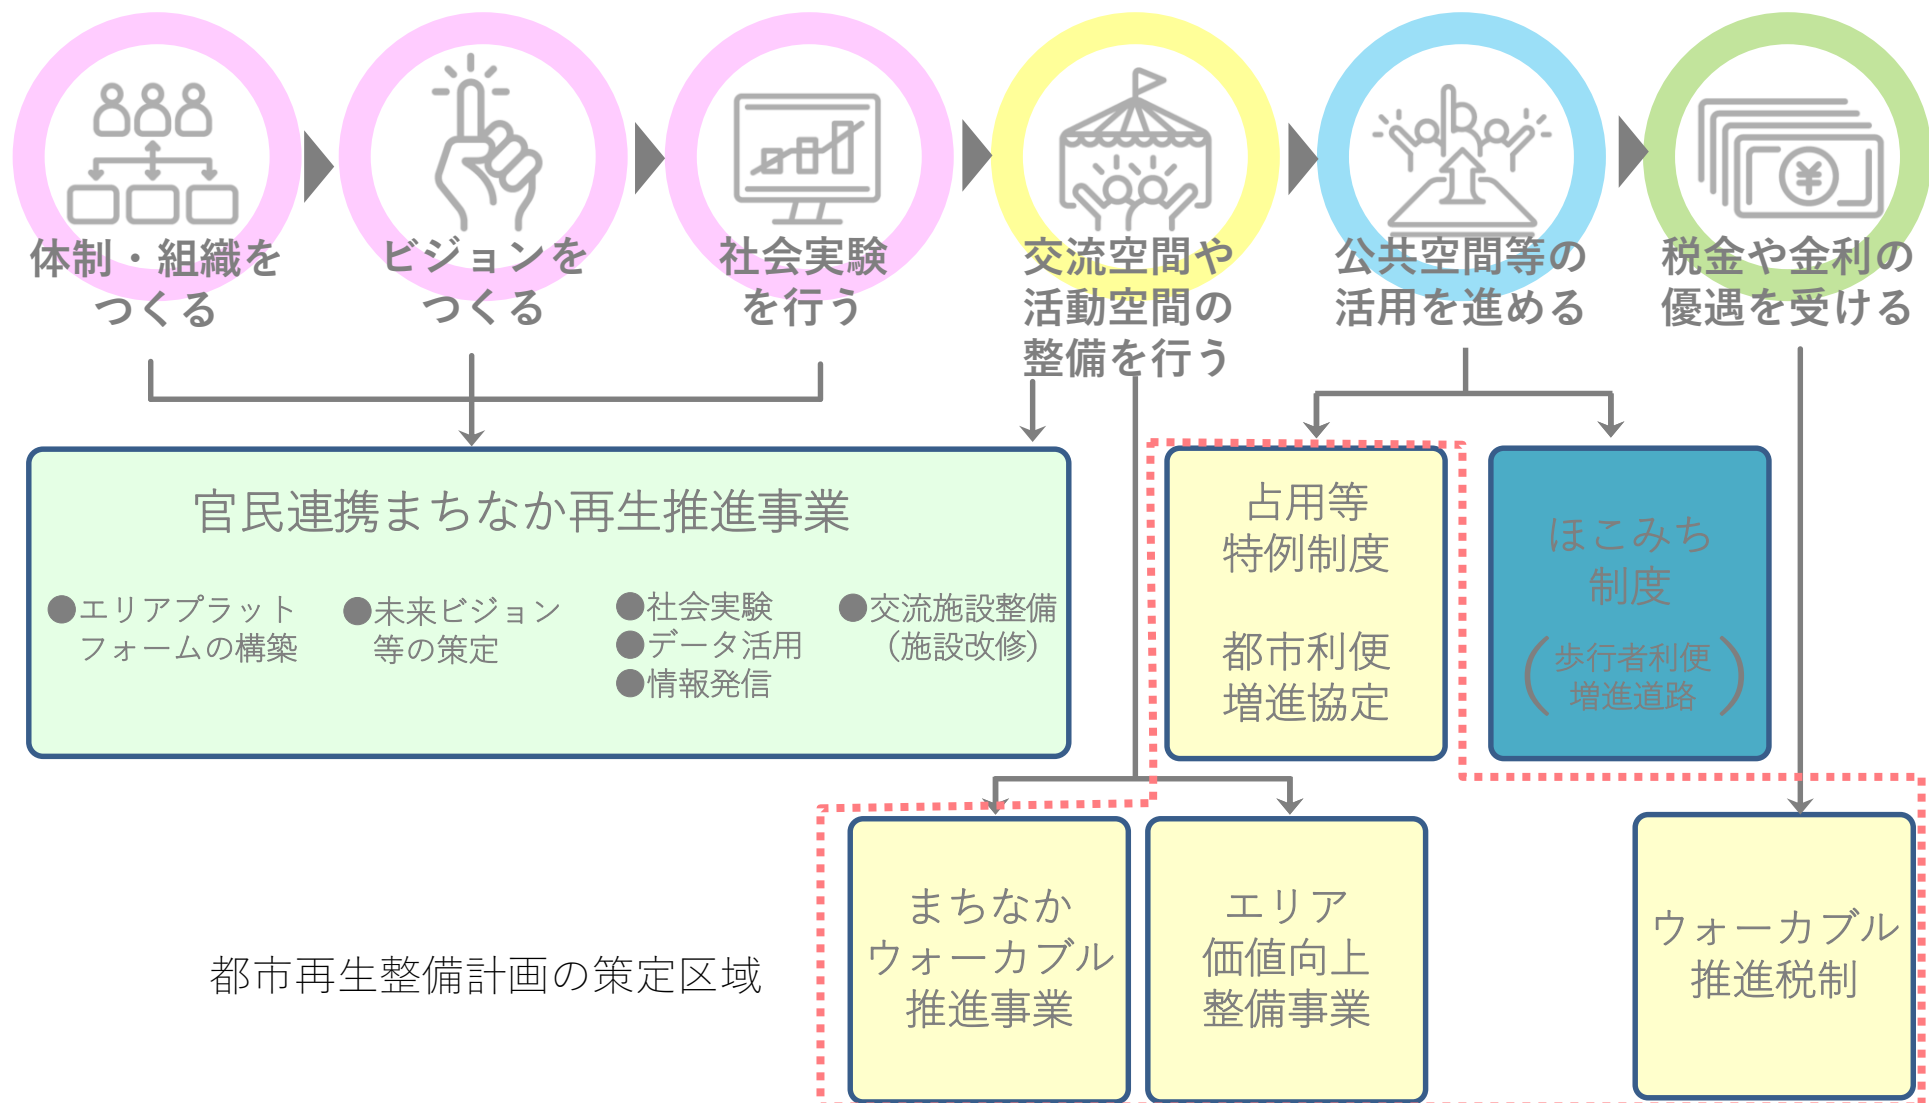 体制・組織を
つくる
ビジョンを
つくる
社会実験
を行う
交流空間や
活動空間の
整備を行う
公共空間等の
活用を進める
税金や金利の
優遇を受ける
官民連携まちなか再生推進事業
●エリアプラット
フォームの構築
●未来ビジョン
等の策定
●社会実験
●データ活用
●情報発信
●交流施設整備
（施設改修）
占用等
特例制度
都市利便
増進協定
ほこみち
制度
（歩行者利便
増進道路）
まちなか
ウォーカブル
推進事業
エリア
価値向上
整備事業
ウォーカブル
推進税制
都市再生整備計画の策定区域